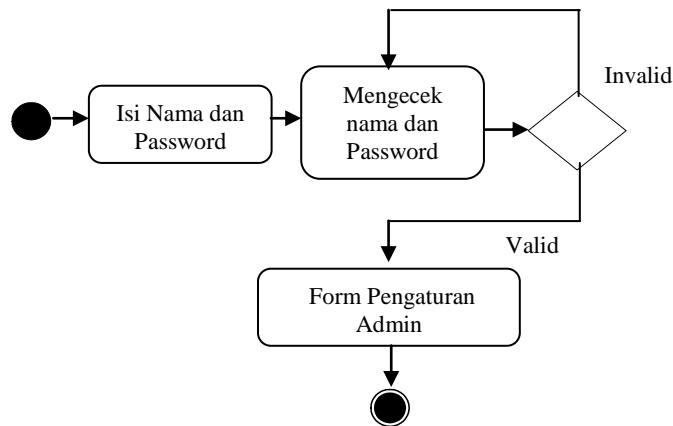 Isi Nama dan
Password
Mengecek
nama dan
Password
Invalid
Valid
Form Pengaturan
Admin